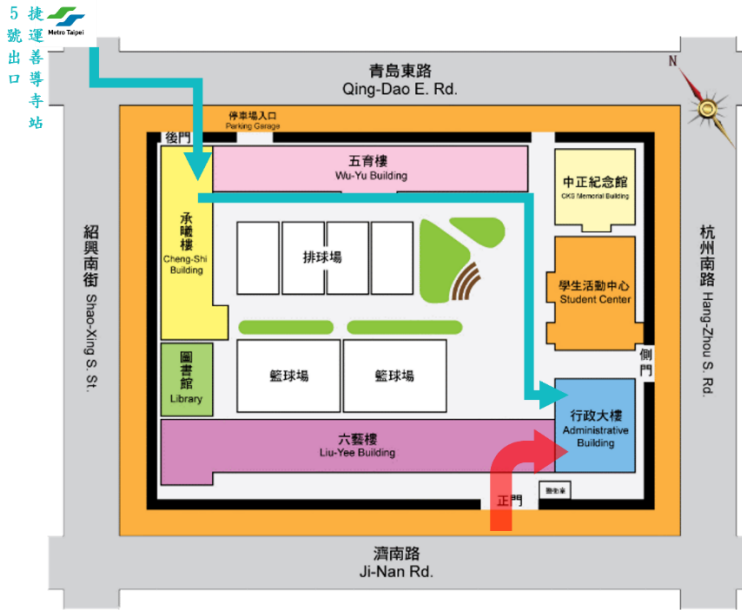 捷運善導寺站
5號出口
Metro Taipei
青島東路
Qing-Dao E. Rd.
N
停車場入口
Parking Garage
後門
五育樓
Wu-Yu Building
中正紀念館
CKS Memorial Building
承曦樓
Cheng-Shi
Building
排球場
紹興南街 Shao-Xing S. St.
杭州南路 Hang-Zhou S. Rd.
學生活動中心
Student Center
圖書館
Library
籃球場
籃球場
側門
行政大樓
Administrative
Building
六藝樓
Liu-Yee Building
正門
濟南路
Ji-Nan Rd.